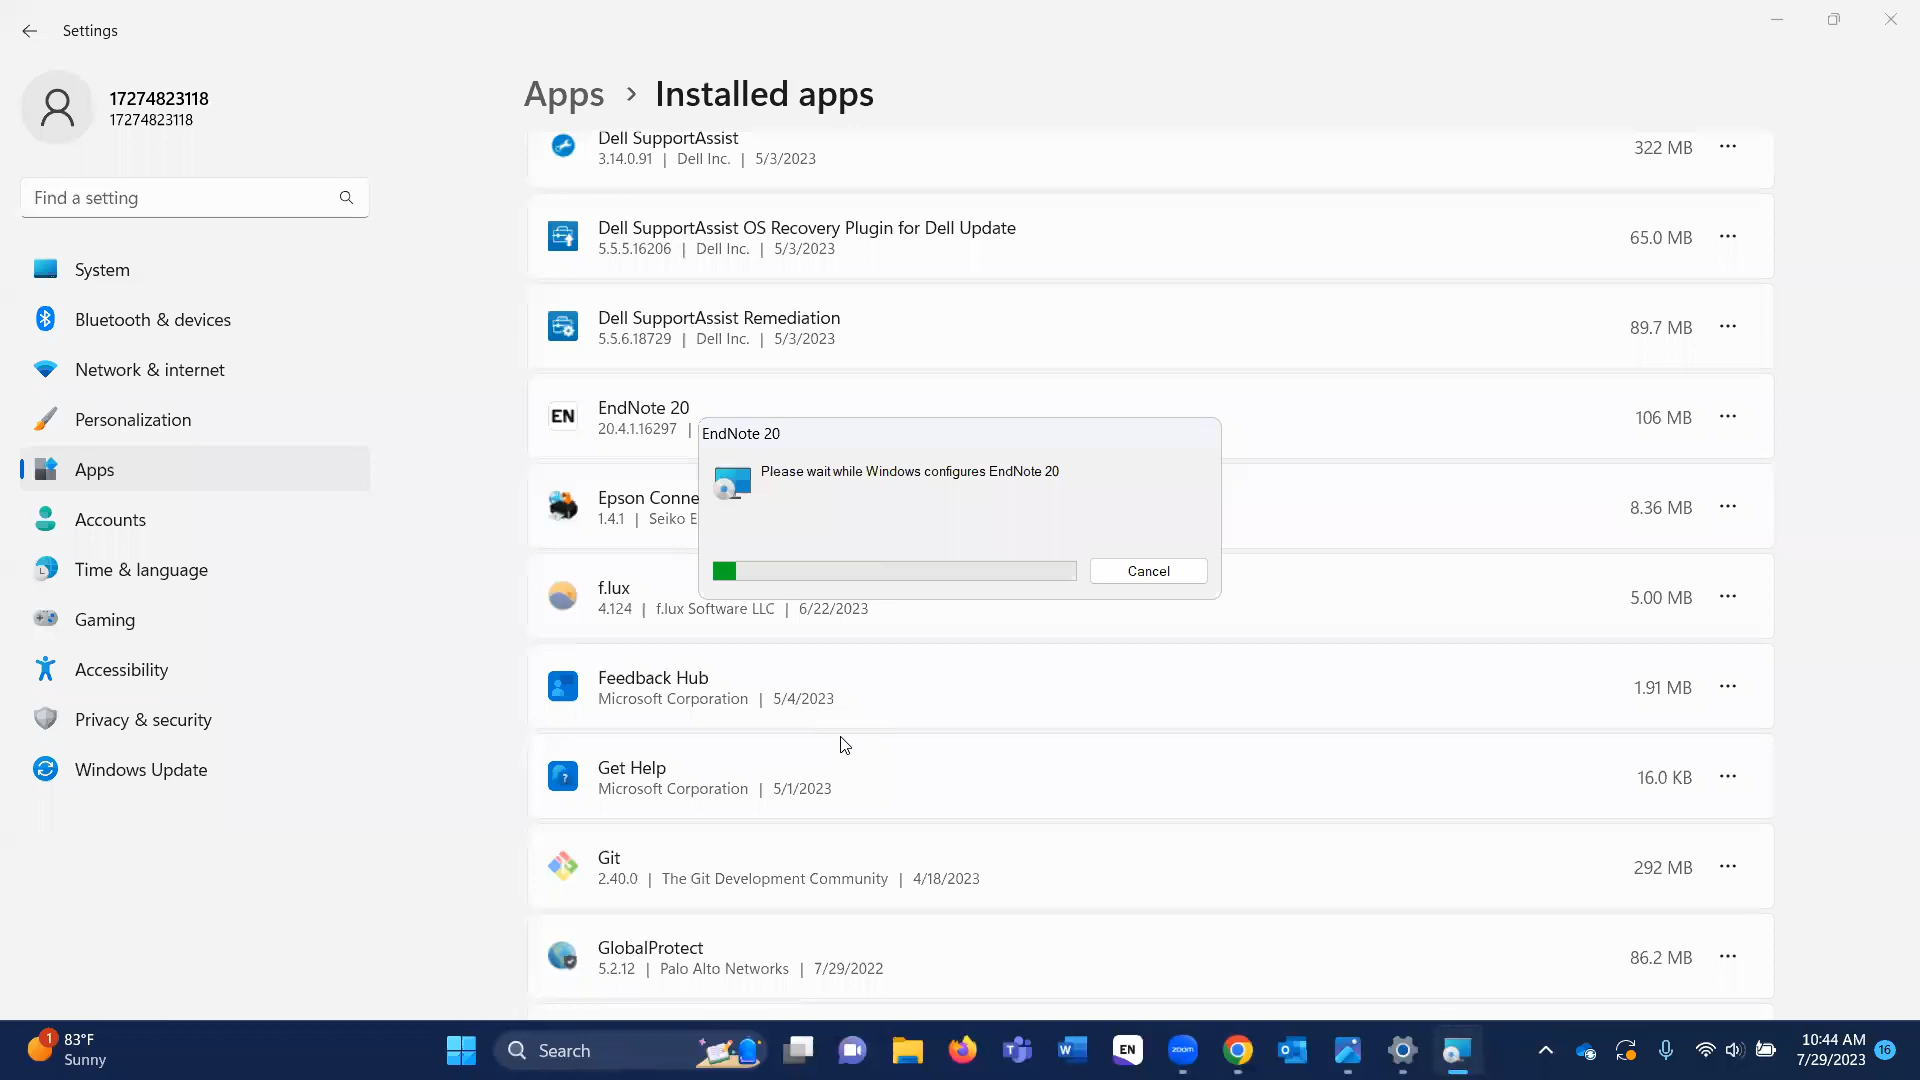 Settings
17274823118
17274823118
Find a setting
System
Bluetooth & devices
Network & internet
Personalization
Apps
Accounts
Time & language
Gaming
Accessibility
Privacy & security
Windows Update
Apps > Installed apps
Dell SupportAssist
3.14.0.91 | Dell Inc. | 5/3/2023
322 MB
Dell SupportAssist OS Recovery Plugin for Dell Update
5.5.5.16206 | Dell Inc. | 5/3/2023
65.0 MB
Dell SupportAssist Remediation
5.5.6.18729 | Dell Inc. | 5/3/2023
89.7 MB
EN
EndNote 20
20.4.1.16297 |
106 MB
EndNote 20
Please wait while Windows configures EndNote 20
Cancel
Epson Conne
1.4.1 | Seiko E
8.36 MB
f.lux
4.124 | f.lux Software LLC | 6/22/2023
5.00 MB
Feedback Hub
Microsoft Corporation | 5/4/2023
1.91 MB
Get Help
Microsoft Corporation | 5/1/2023
16.0 KB
Git
2.40.0 | The Git Development Community | 4/18/2023
292 MB
GlobalProtect
5.2.12 | Palo Alto Networks | 7/29/2022
86.2 MB
1
83°F
Sunny
Search
T
W
EN
zoom
10:44 AM
7/29/2023
16